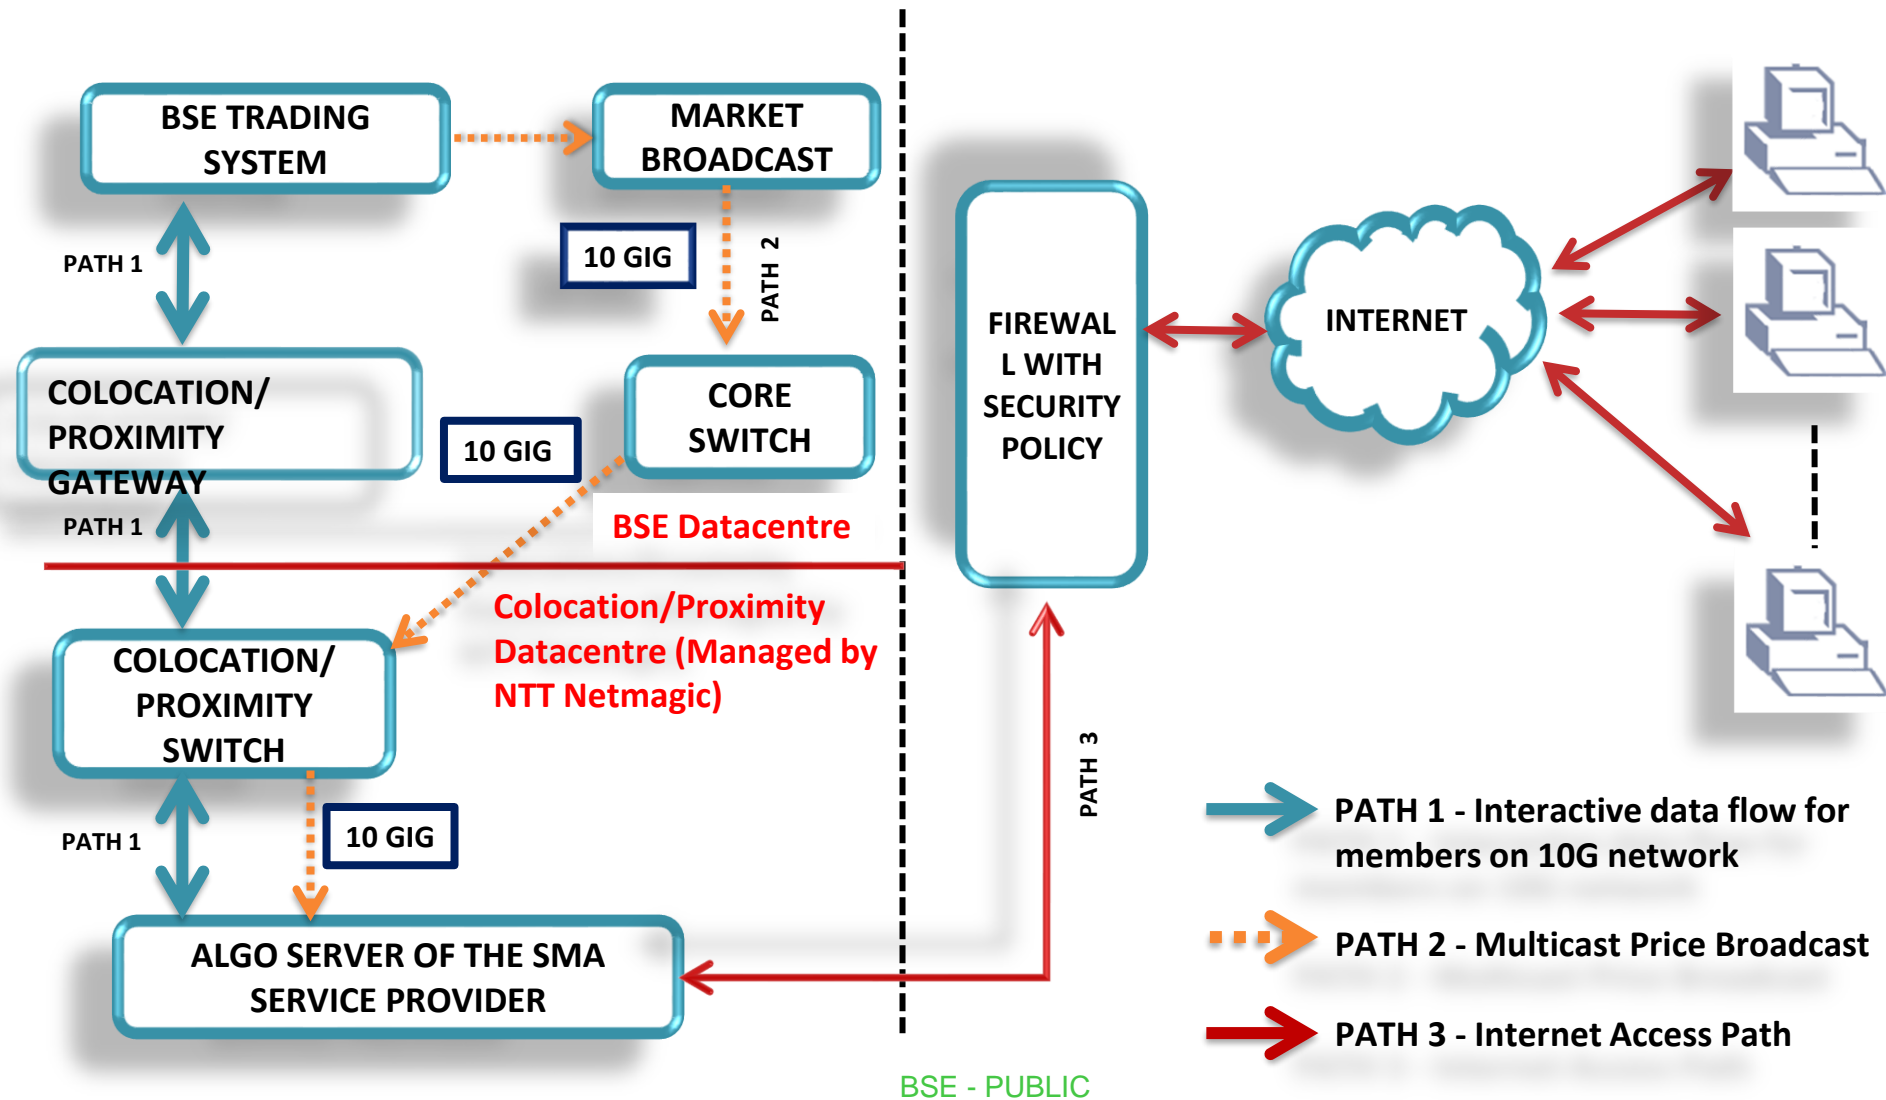 BSE TRADING
SYSTEM
MARKET
BROADCAST
PATH 1
10 GIG
PATH 2
COLOCATION/
PROXIMITY
GATEWAY
10 GIG
CORE
SWITCH
PATH 1
BSE Datacentre
Colocation/Proximity
Datacentre (Managed by
NTT Netmagic)
COLOCATION/
PROXIMITY
SWITCH
PATH 1
10 GIG
ALGO SERVER OF THE SMA
SERVICE PROVIDER
FIREWAL
L WITH
SECURITY
POLICY
INTERNET
PATH 3
PATH 1 - Interactive data flow for
members on 10G network
PATH 2 - Multicast Price Broadcast
PATH 3 - Internet Access Path
BSE - PUBLIC